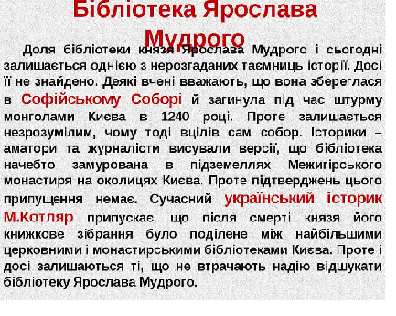 Бібліотека Ярослава
Мудрого
Доля бібліотеки князя Ярослава Мудрого і сьогодні
залишається однією з нерозгаданих таємниць історії. Досі
її не знайдено. Деякі вчені вважають, що вона збереглася
в Софійському Соборі й загинула під час штурму
монголами Києва в 1240 році. Проте залишається
незрозумілим, чому тоді вцілів сам собор. Історики –
аматори та журналісти висували версії, що бібліотека
начебто замурована в підземеллях Межигірського
монастиря на околицях Києва. Проте підтверджень цього
припущення немає. Сучасний український історик
М.Котляр припускає, що після смерті князя його
книжкове зібрання було поділене між найбільшими
церковними і монастирськими бібліотеками Києва. Проте і
досі залишаються ті, що не втрачають надію відшукати
бібліотеку Ярослава Мудрого.